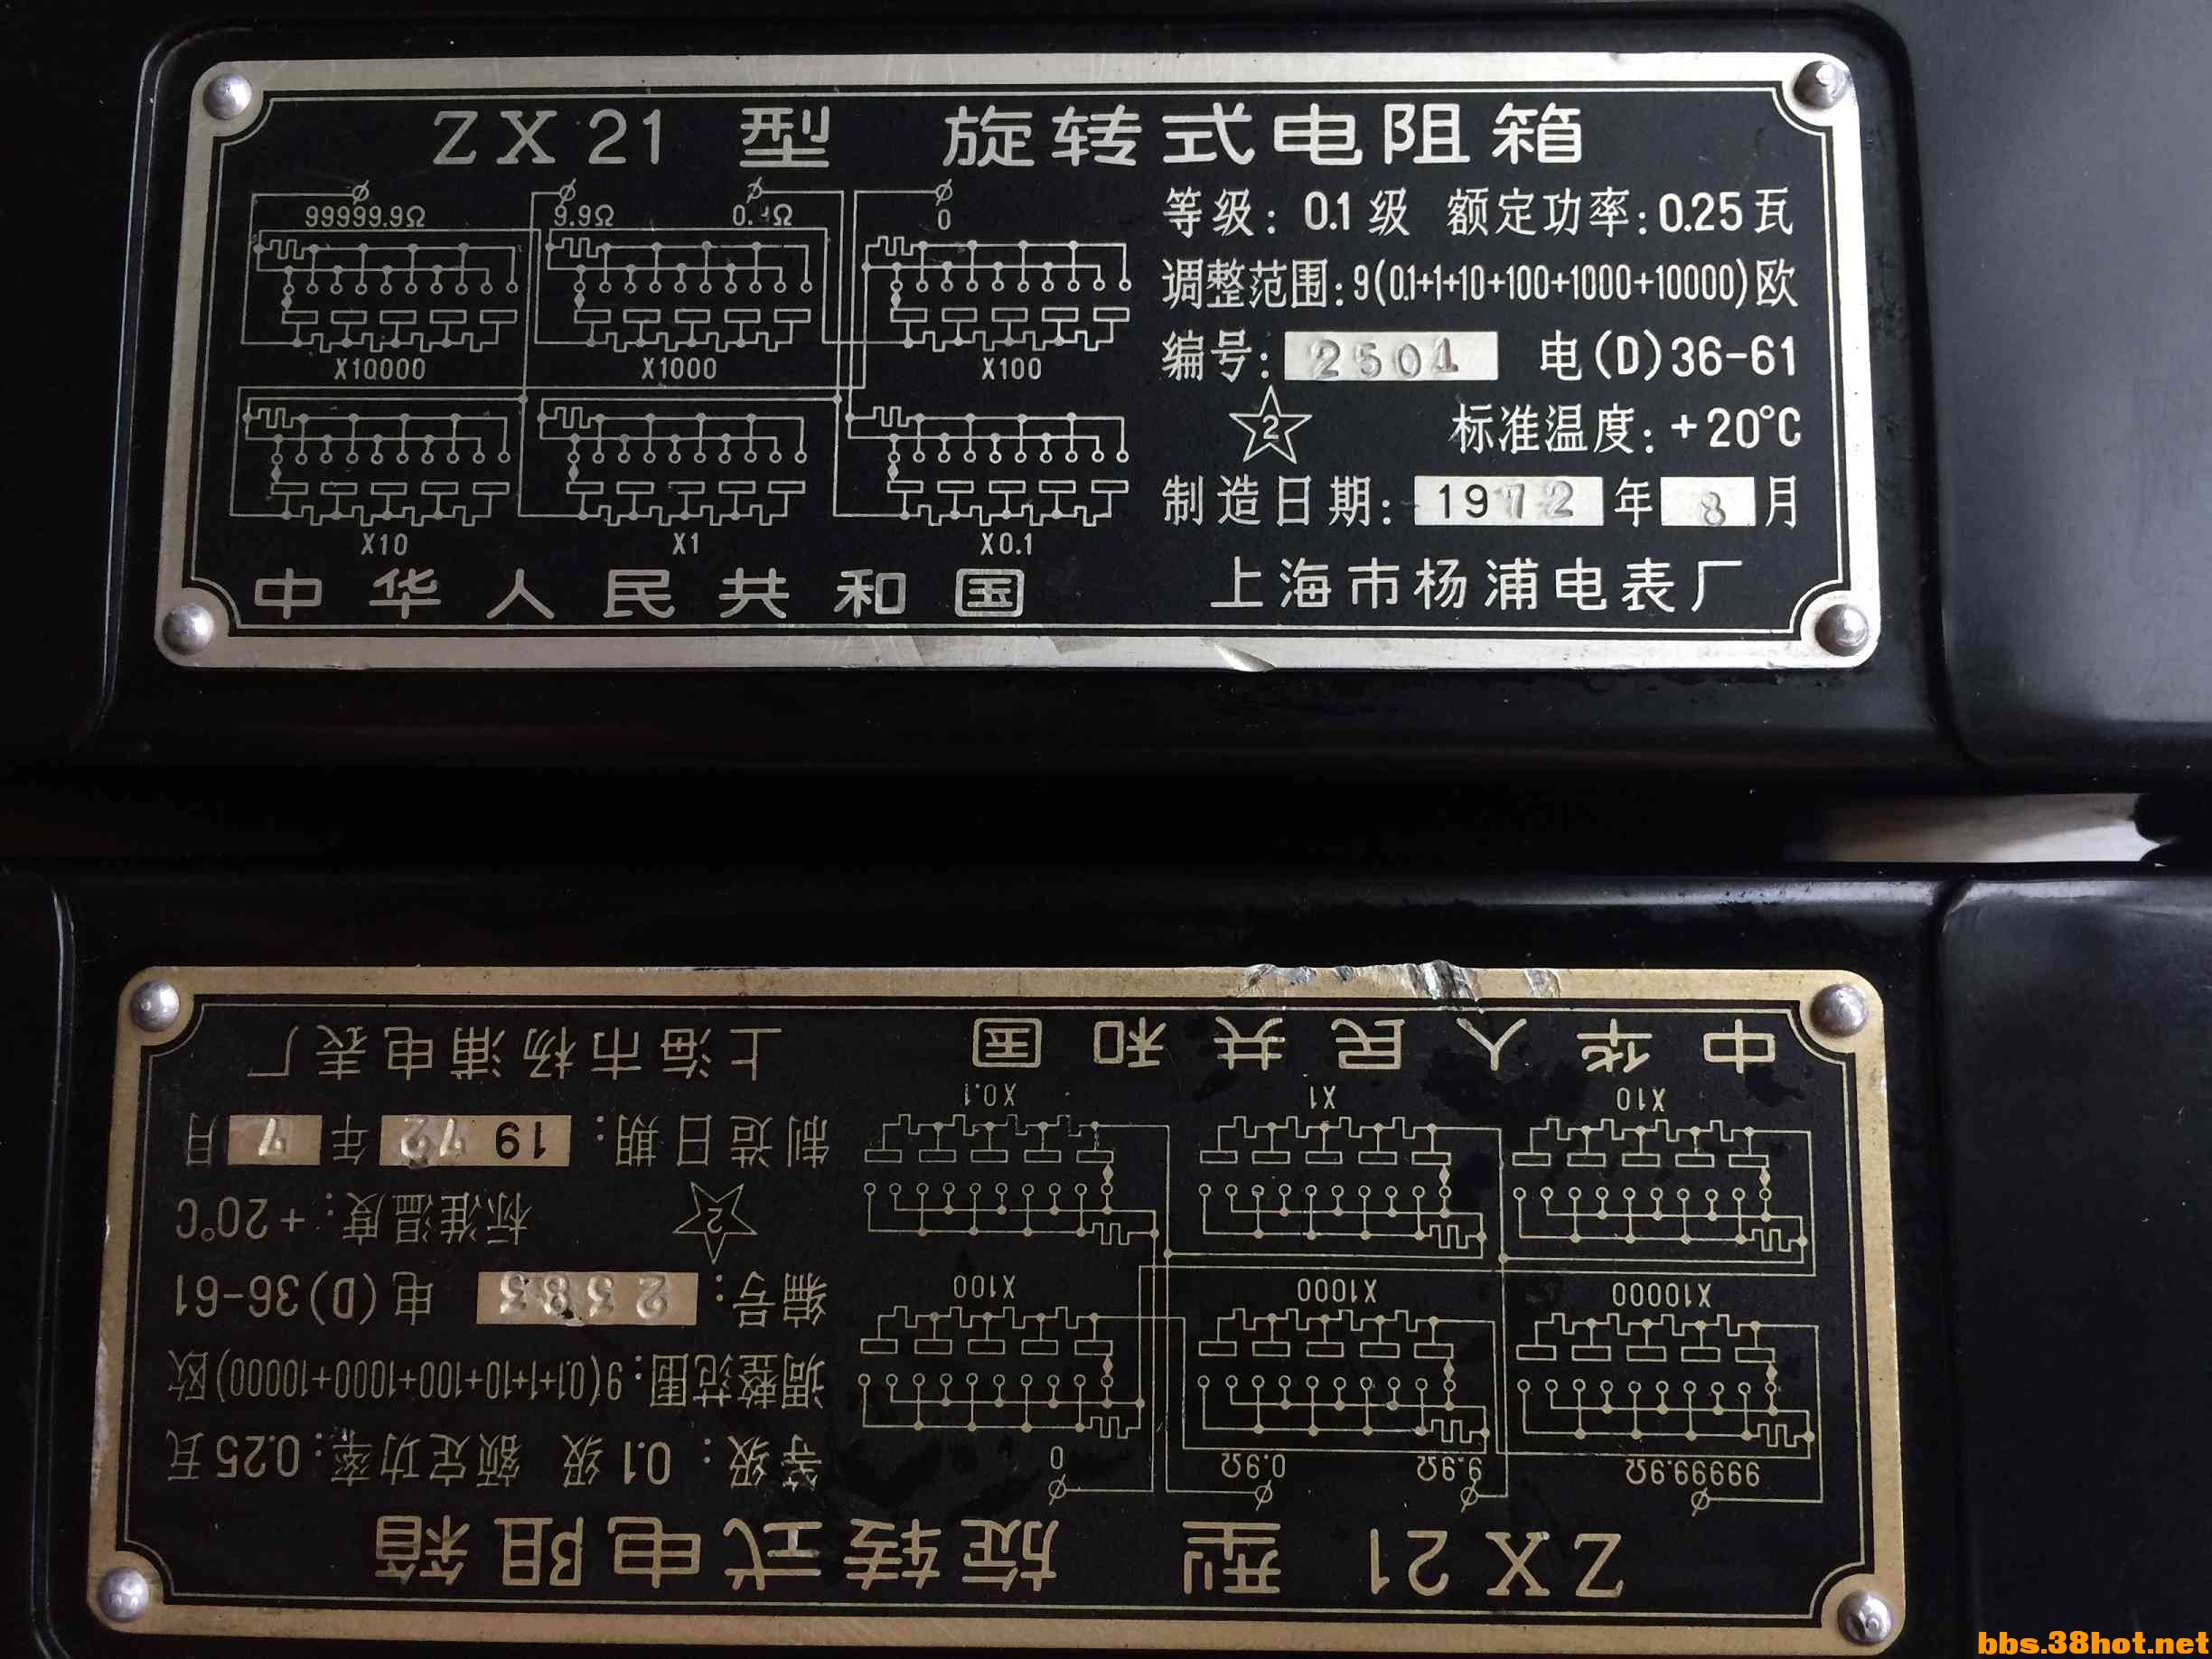 ZX21 型 旋转式电阻箱
99999.9Ω 9.9Ω 0. Ω 0
等级: 0.1 级 额定功率: 0.25 瓦
调整范围: 9(0.1+1+10+100+1000+10000)欧
X10000 X1000 X100
编号: 2501 电(D)36-61
2 标准温度: +20°C
制造日期: 1972 年 8 月
X10 X1 X0.1
中华人民共和国 上海市杨浦电表厂
ZX21 型 旋转式电阻箱
99999.9Ω 9.9Ω 0.9Ω 0
等级: 0.1 级 额定功率: 0.25 瓦
调整范围: 9(0.1+1+10+100+1000+10000)欧
X10000 X1000 X100
编号: 电(D)36-61
2 标准温度: +20°C
制造日期: 1972 年 7 月
X10 X1 X0.1
中华人民共和国 上海市杨浦电表厂
bbs.38hot.net